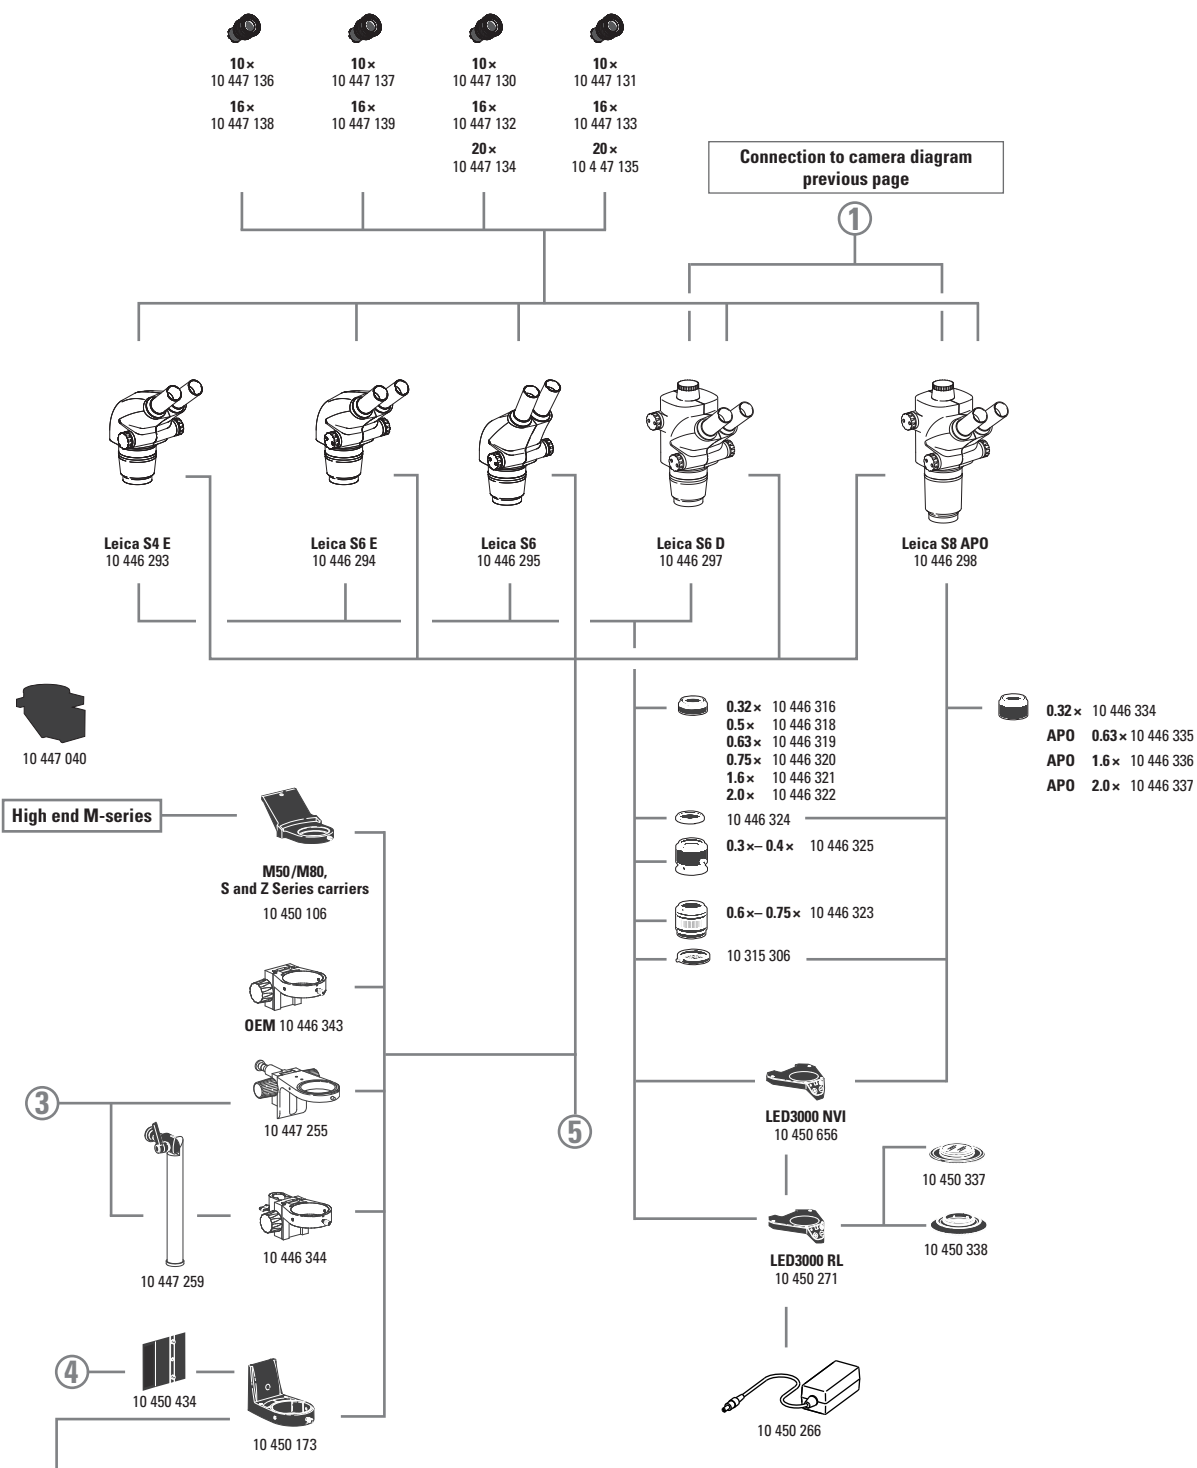 10×
10 447 136
16×
10 447 138
10×
10 447 137
16×
10 447 139
10×
10 447 130
16×
10 447 132
20×
10 447 134
10×
10 447 131
16×
10 447 133
20×
10 4 47 135
Connection to camera diagram
previous page
1
Leica S4 E
10 446 293
Leica S6 E
10 446 294
Leica S6
10 446 295
Leica S6 D
10 446 297
Leica S8 APO
10 446 298
10 447 040
High end M-series
M50/M80,
S and Z Series carriers
10 450 106
OEM 10 446 343
3
10 447 255
10 447 259
10 446 344
4
10 450 434
10 450 173
5
0.32× 10 446 316
0.5× 10 446 318
0.63× 10 446 319
0.75× 10 446 320
1.6× 10 446 321
2.0× 10 446 322
10 446 324
0.3×– 0.4× 10 446 325
0.6×– 0.75× 10 446 323
10 315 306
0.32× 10 446 334
APO 0.63× 10 446 335
APO 1.6× 10 446 336
APO 2.0× 10 446 337
LED3000 NVI
10 450 656
10 450 337
LED3000 RL
10 450 271
10 450 338
10 450 266